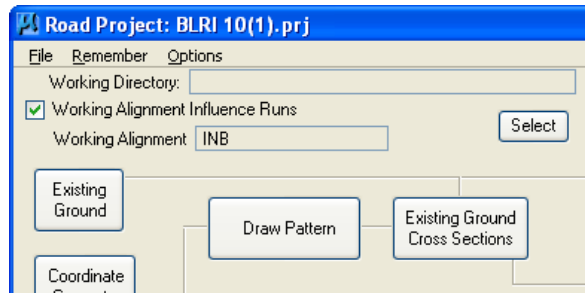 Road Project: BLRI 10(1).prj
File Remember Options
Working Directory:
Working Alignment Influence Runs
Working Alignment INB
Select
Existing
Ground
Draw Pattern
Existing Ground
Cross Sections
Coordinate